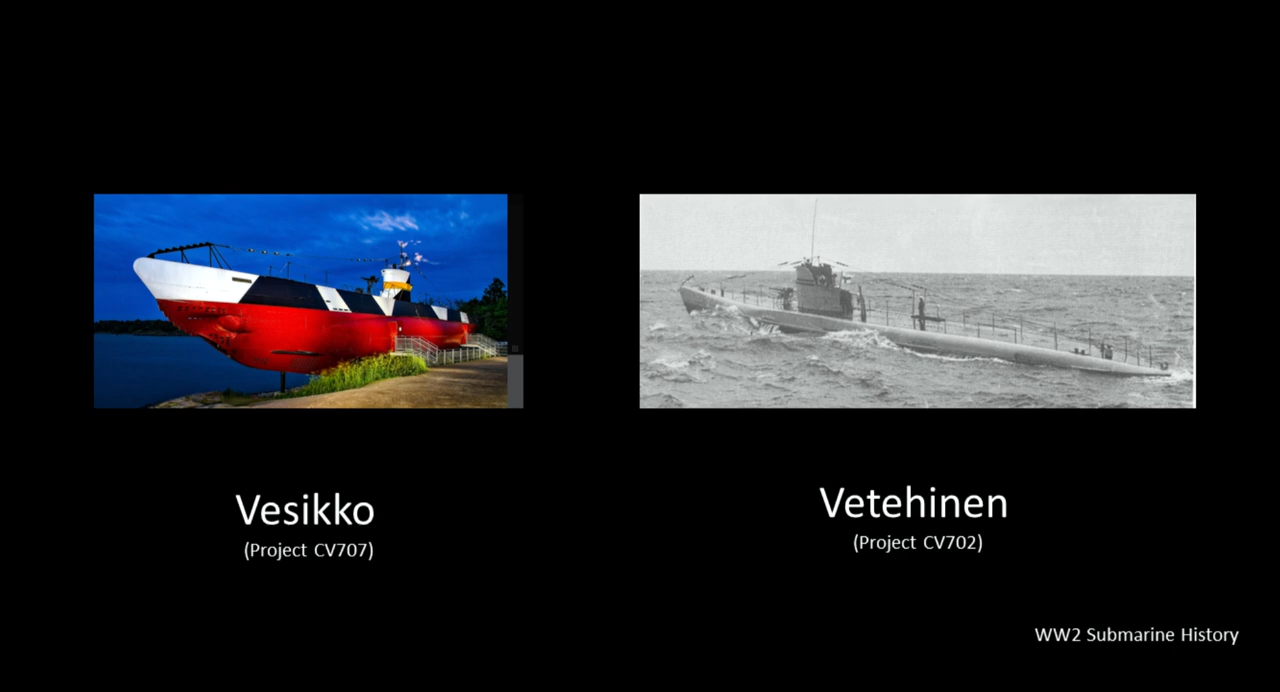 Vesikko
(Project CV707)
Vetehinen
(Project CV702)
WW2 Submarine History